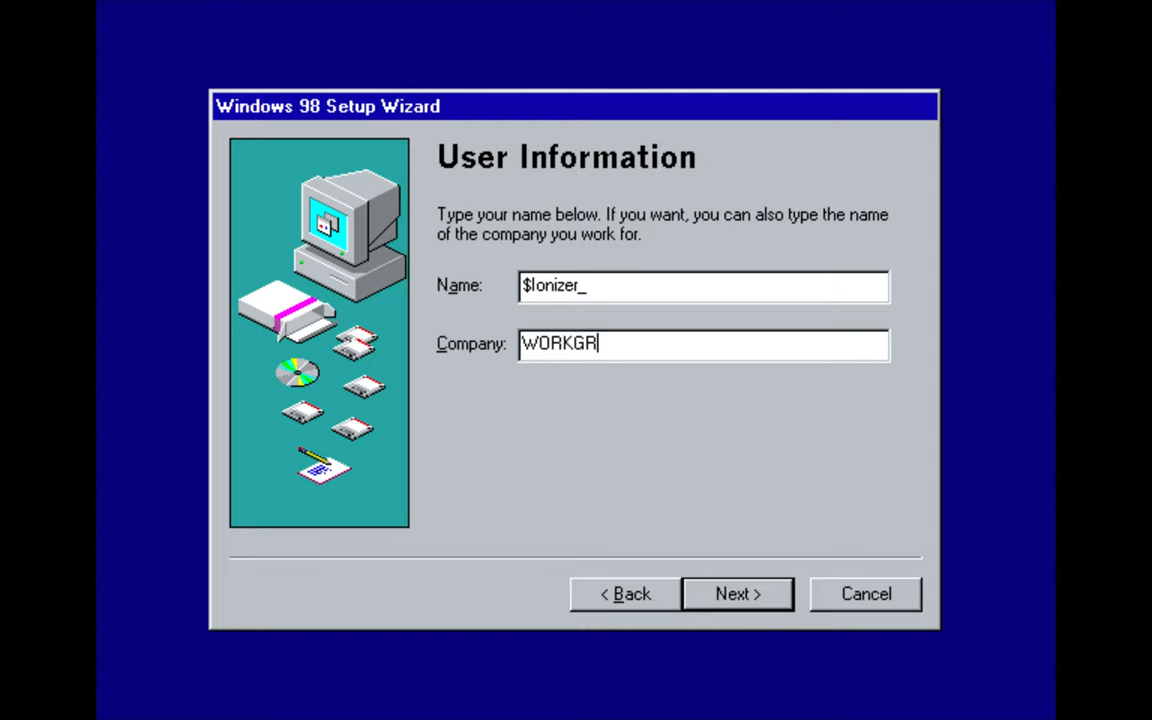 Windows 98 Setup Wizard
User Information
Type your name below. If you want, you can also type the name
of the company you work for.
Name: $Ionizer_
Company: WORKGR
< Back Next > Cancel